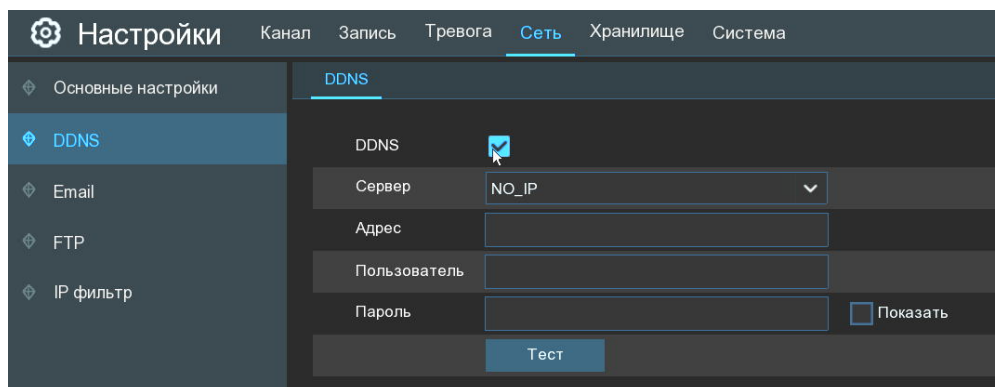 Настройки Канал Запись Тревога Сеть Хранилище Система
Основные настройки
DDNS
Email
FTP
IP фильтр
DDNS
DDNS
Сервер NO_IP
Адрес
Пользователь
Пароль Показать
Тест